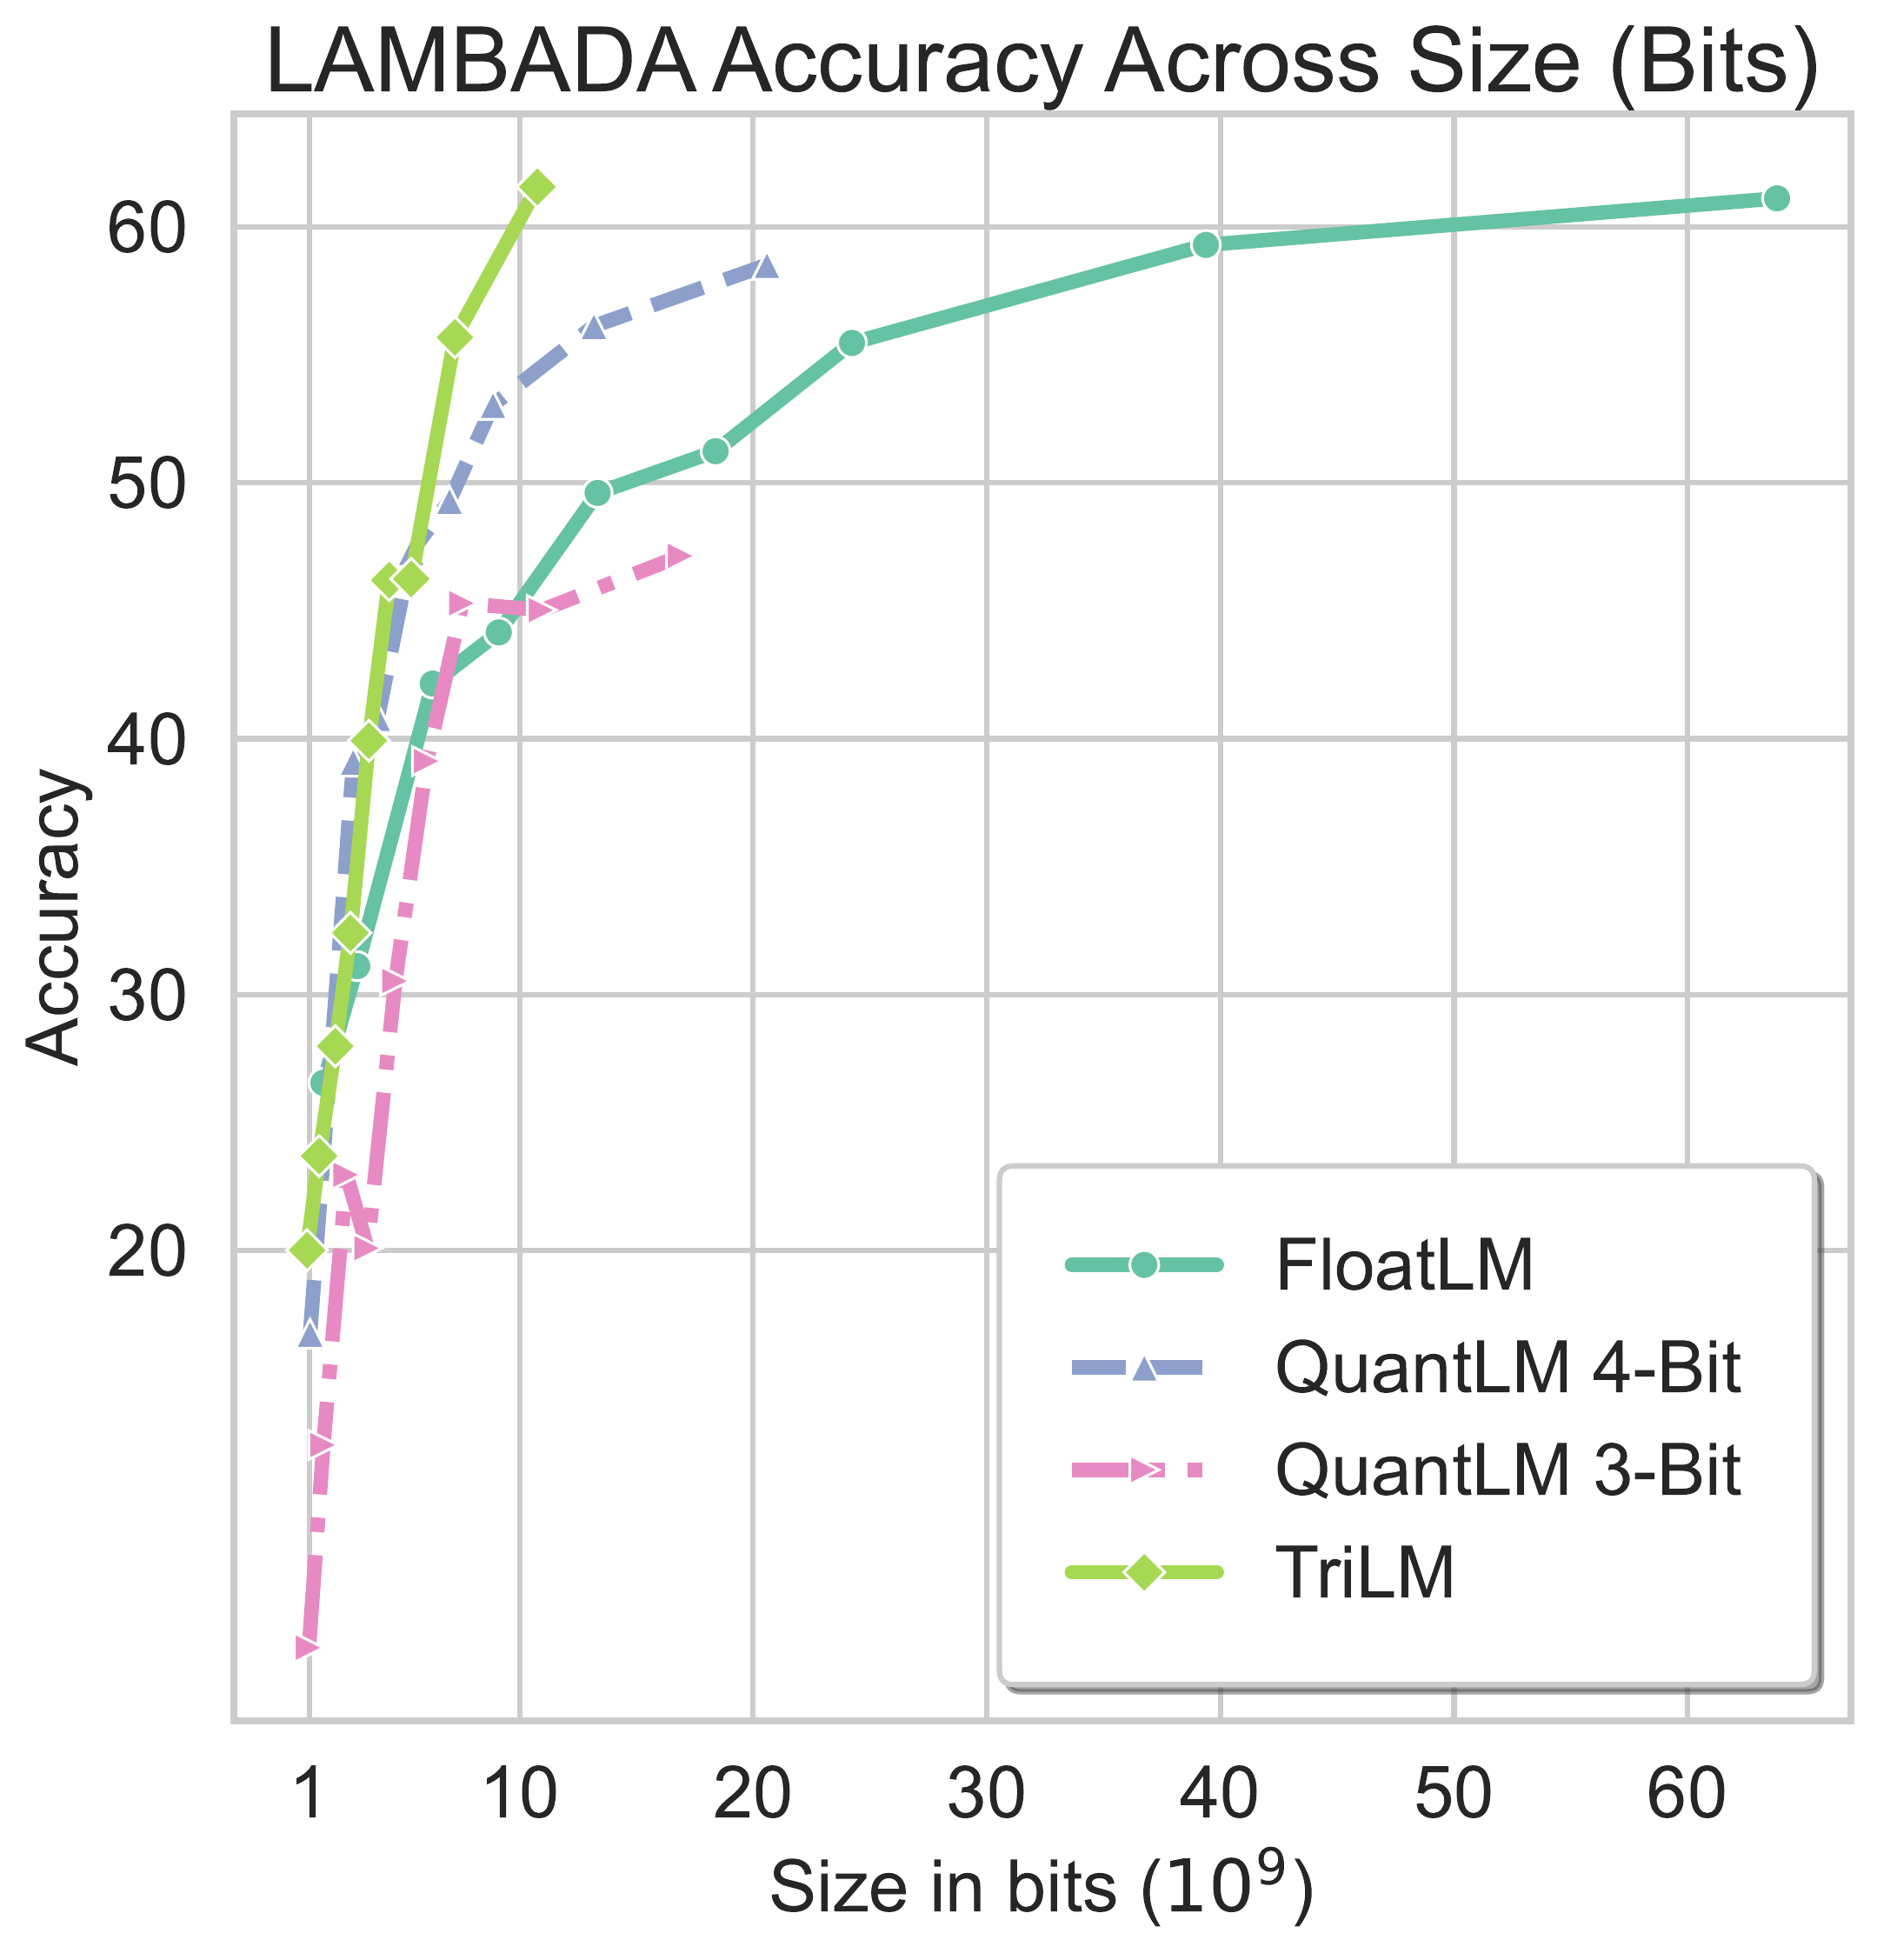 LAMBADA Accuracy Across Size (Bits)
Accuracy
60
50
40
30
20
FloatLM
QuantLM 4-Bit
QuantLM 3-Bit
TriLM
1 10 20 30 40 50 60
Size in bits (10⁹)